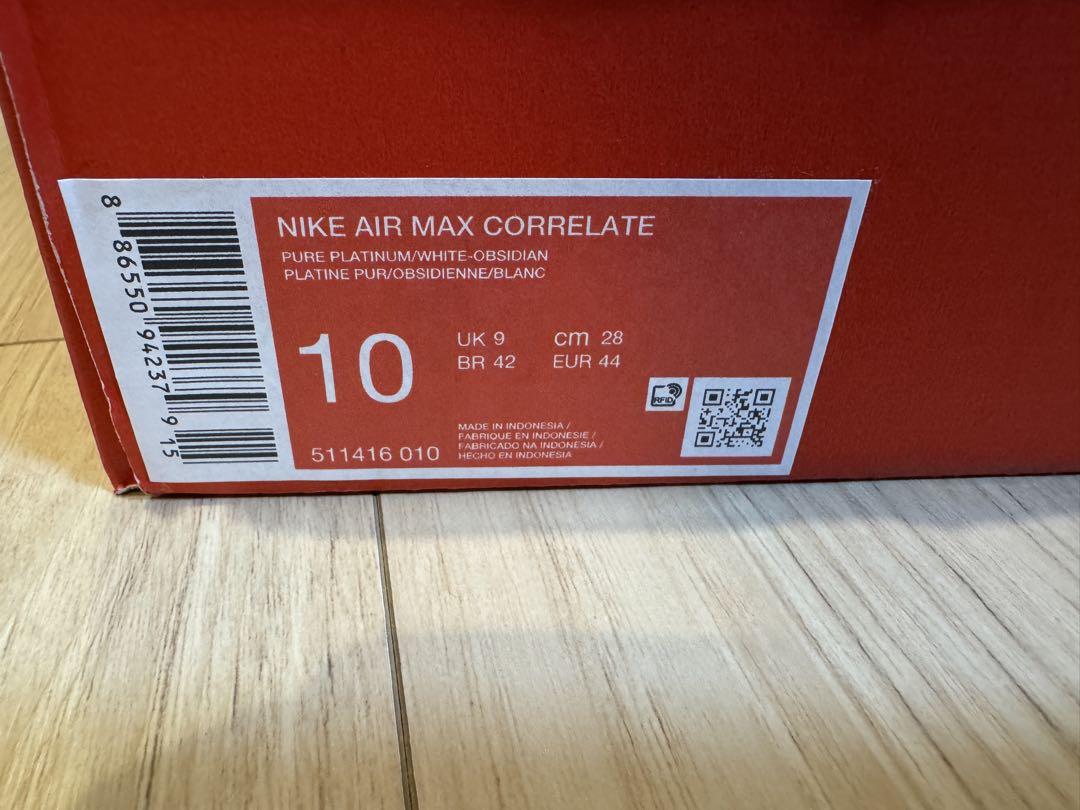 NIKE AIR MAX CORRELATE
PURE PLATINUM/WHITE-OBSIDIAN
PLATINE PUR/OBSIDIENNE/BLANC
10
UK 9 cm 28
BR 42 EUR 44
RFID
511416 010
MADE IN INDONESIA /
FABRIQUE EN INDONESIE /
FABRICADO NA INDONESIA /
HECHO EN INDONESIA
8 86550 94237 9 15